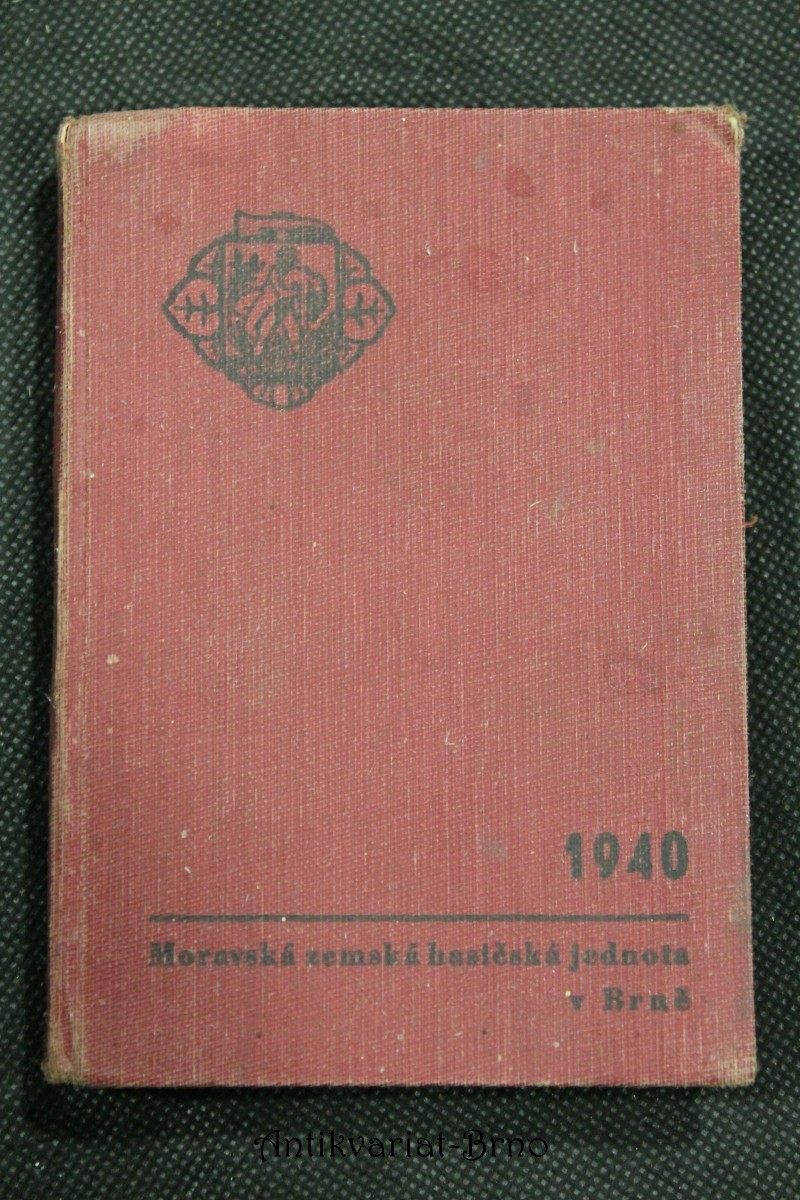 1940
Moravská zemská hasičská jednota
v Brně
Antikvariat-Brno